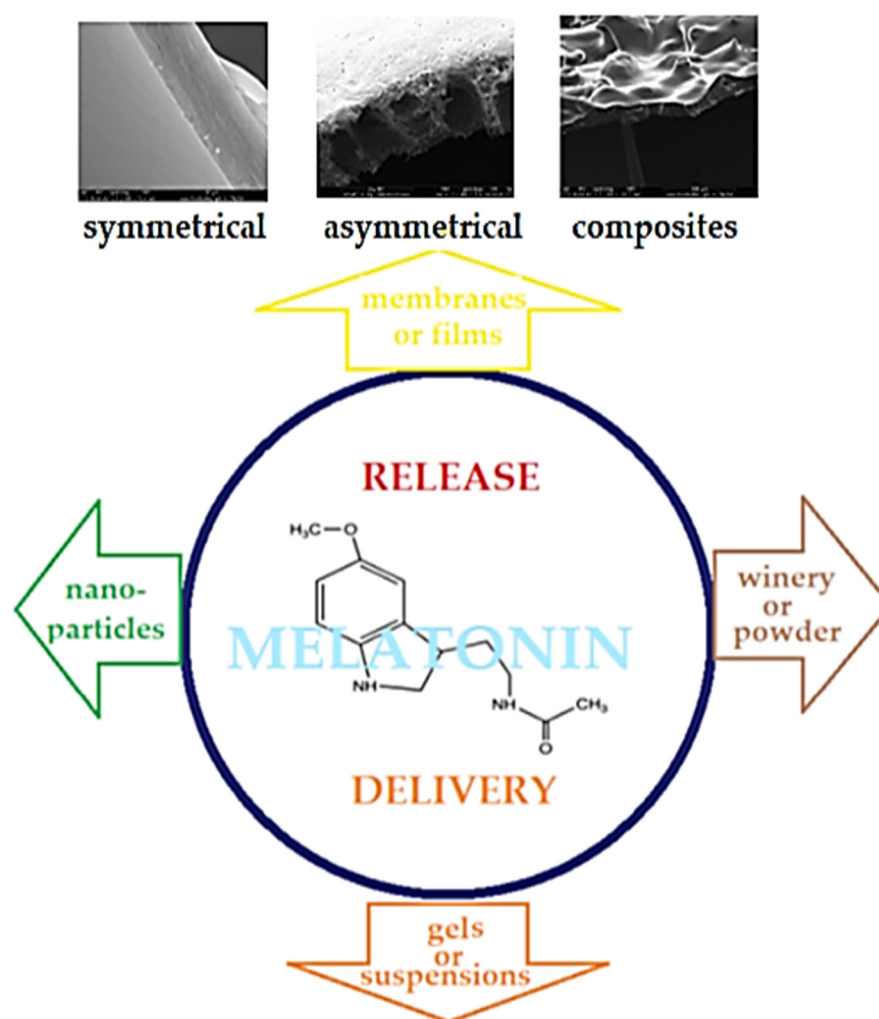 symmetrical asymmetrical composites
membranes
or films
RELEASE
H₃C—O
nano-
particles
winery
or
powder
MELATONIN
NH
NH
CH₃
O
DELIVERY
gels
or
suspensions